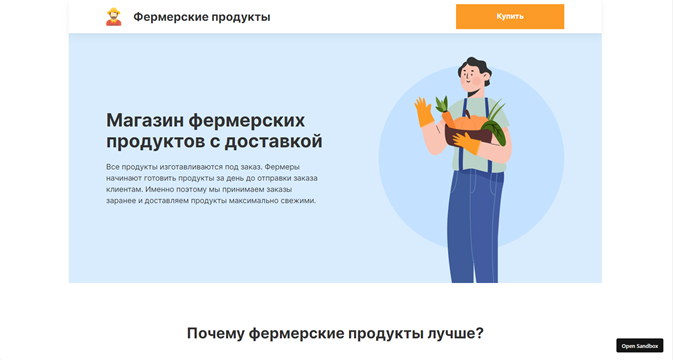 Фермерские продукты
Купить
Магазин фермерских
продуктов с доставкой
Все продукты изготавливаются под заказ. Фермеры
начинают готовить продукты за день до отправки заказа
клиентам. Именно поэтому мы принимаем заказы
заранее и доставляем продукты максимально свежими.
Почему фермерские продукты лучше?
Open Sandbox